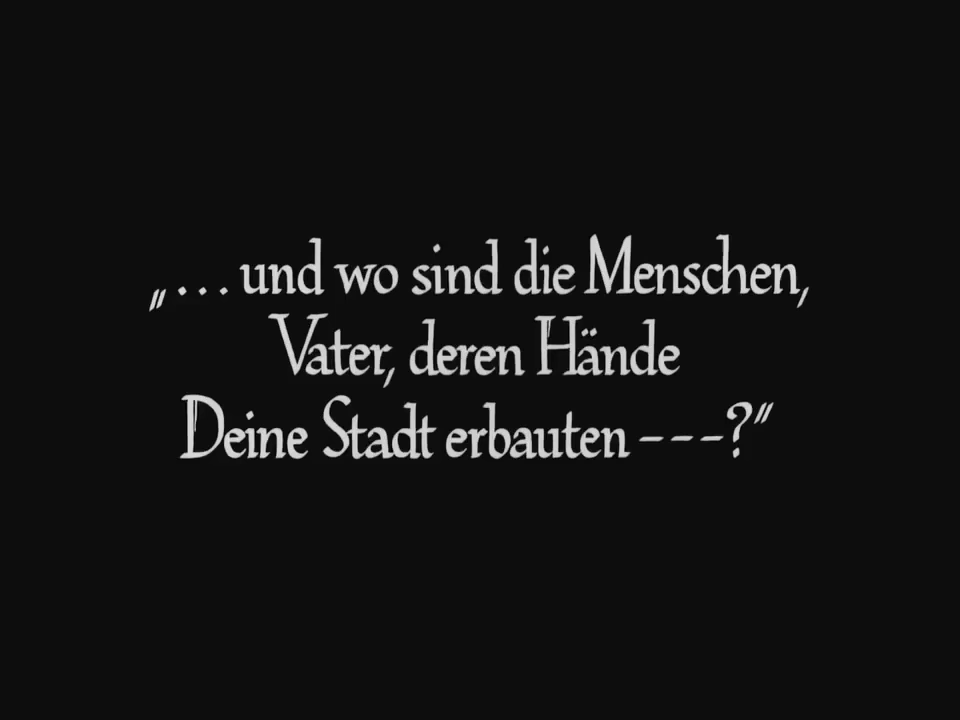 „... und wo sind die Menschen,
Vater, deren Hände
Deine Stadt erbauten ---?“